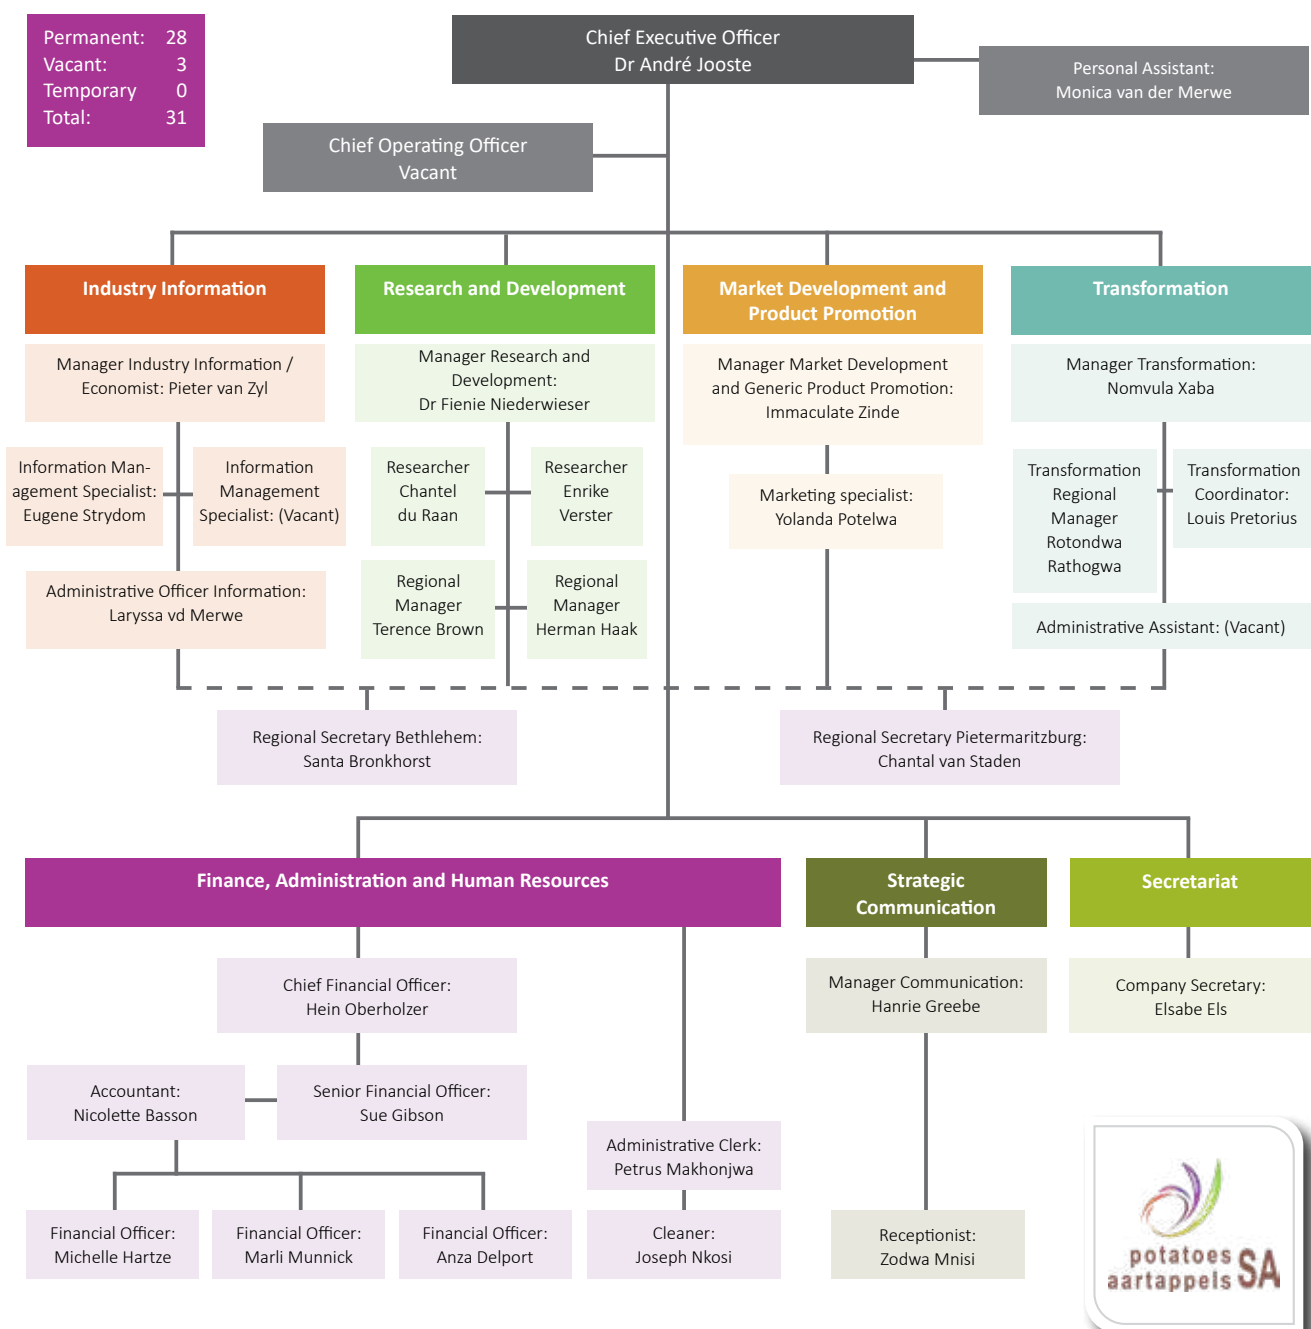 Permanent: 28
Vacant: 3
Temporary 0
Total: 31
Chief Executive Officer
Dr André Jooste
Personal Assistant:
Monica van der Merwe
Chief Operating Officer
Vacant
Industry Information
Manager Industry Information /
Economist: Pieter van Zyl
Information Man-
agement Specialist:
Eugene Strydom
Information
Management
Specialist: (Vacant)
Administrative Officer Information:
Laryssa vd Merwe
Research and Development
Manager Research and
Development:
Dr Fienie Niederwieser
Researcher
Chantel
du Raan
Researcher
Enrike
Verster
Regional
Manager
Terence Brown
Regional
Manager
Herman Haak
Market Development and
Product Promotion
Manager Market Development
and Generic Product Promotion:
Immaculate Zinde
Marketing specialist:
Yolanda Potelwa
Transformation
Manager Transformation:
Nomvula Xaba
Transformation
Regional
Manager
Rotondwa
Rathogwa
Transformation
Coordinator:
Louis Pretorius
Administrative Assistant: (Vacant)
Regional Secretary Bethlehem:
Santa Bronkhorst
Regional Secretary Pietermaritzburg:
Chantal van Staden
Finance, Administration and Human Resources
Chief Financial Officer:
Hein Oberholzer
Accountant:
Nicolette Basson
Senior Financial Officer:
Sue Gibson
Financial Officer:
Michelle Hartze
Financial Officer:
Marli Munnick
Financial Officer:
Anza Delport
Administrative Clerk:
Petrus Makhonjwa
Cleaner:
Joseph Nkosi
Strategic
Communication
Manager Communication:
Hanrie Greebe
Receptionist:
Zodwa Mnisi
Secretariat
Company Secretary:
Elsabe Els
potatoes
aartappels SA